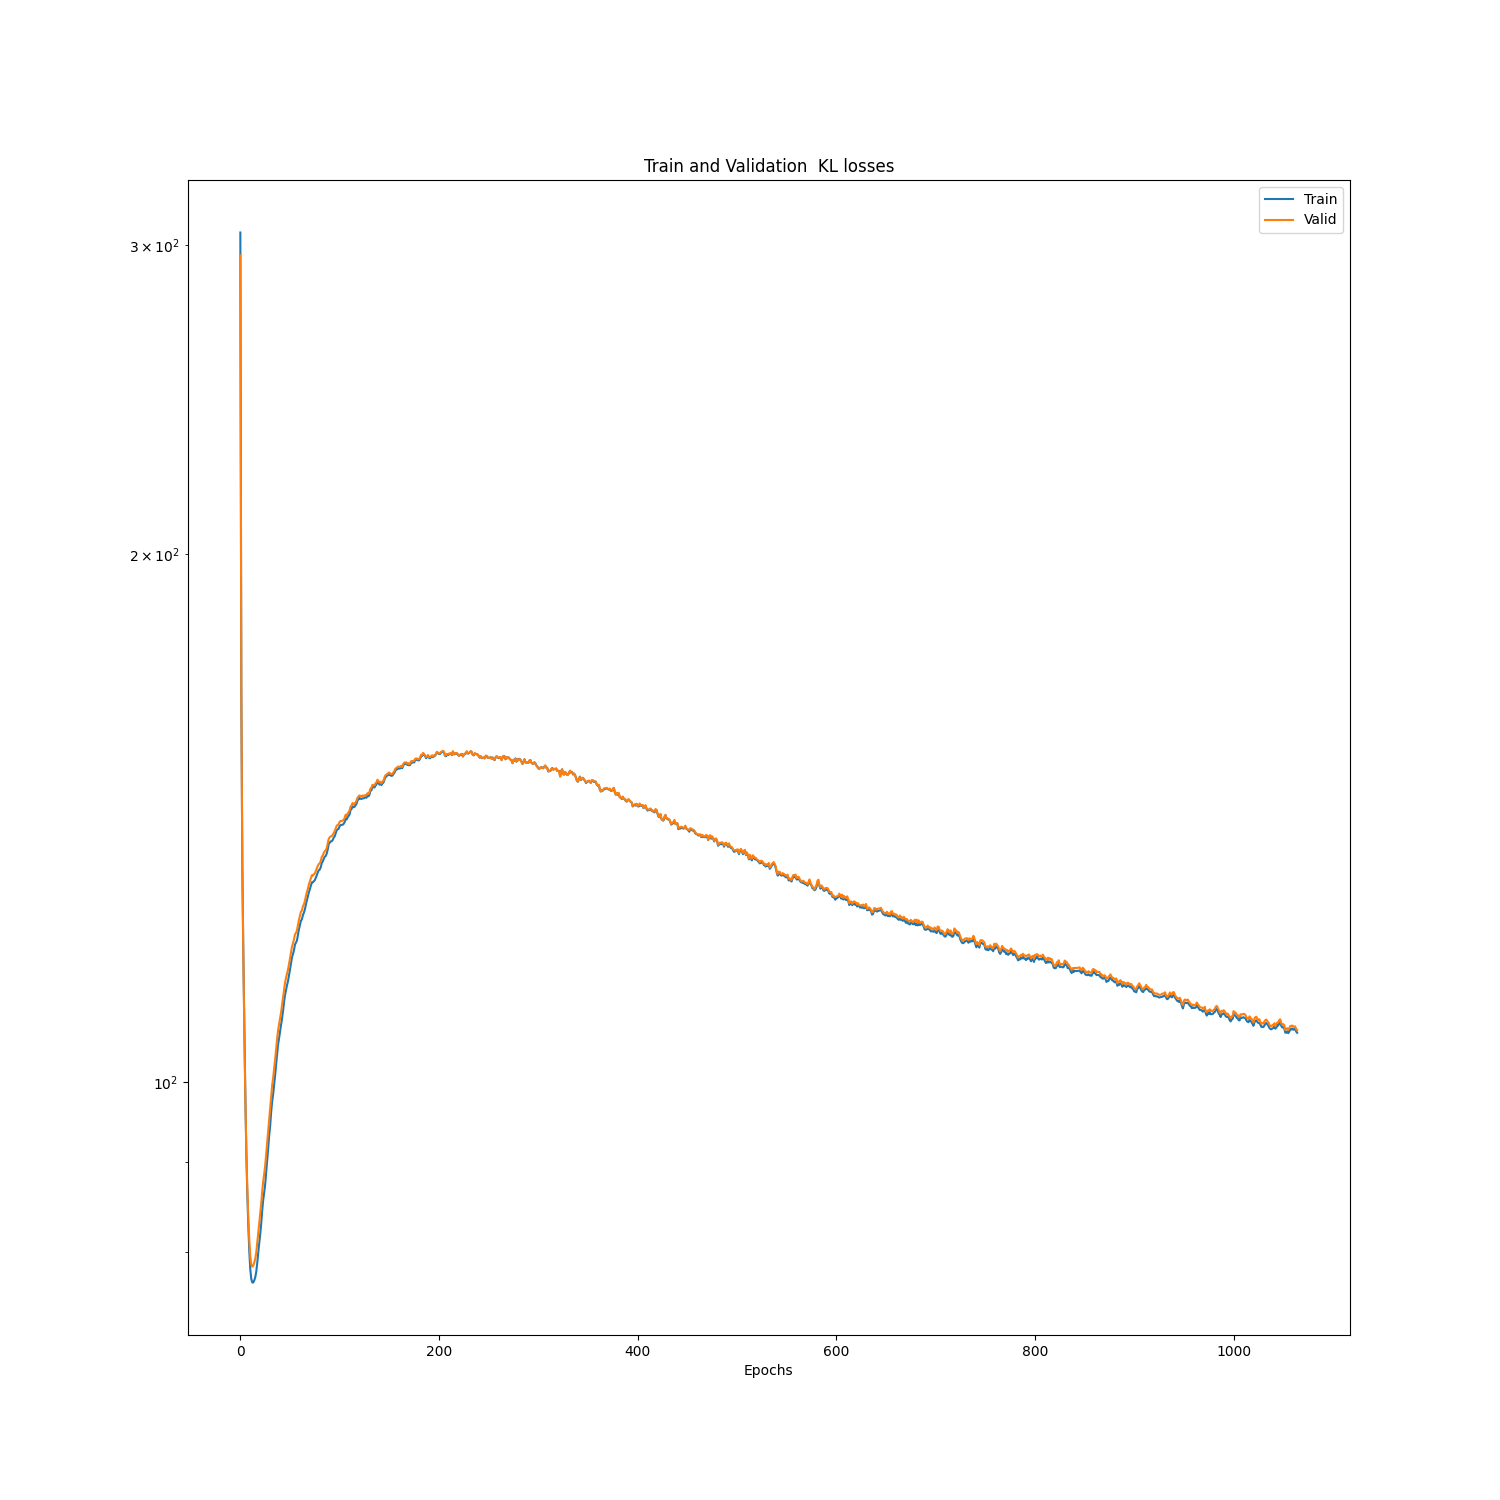 Train and Validation  KL losses
Train
Valid
3 × 10²
2 × 10²
10²
0 200 400 600 800 1000
Epochs